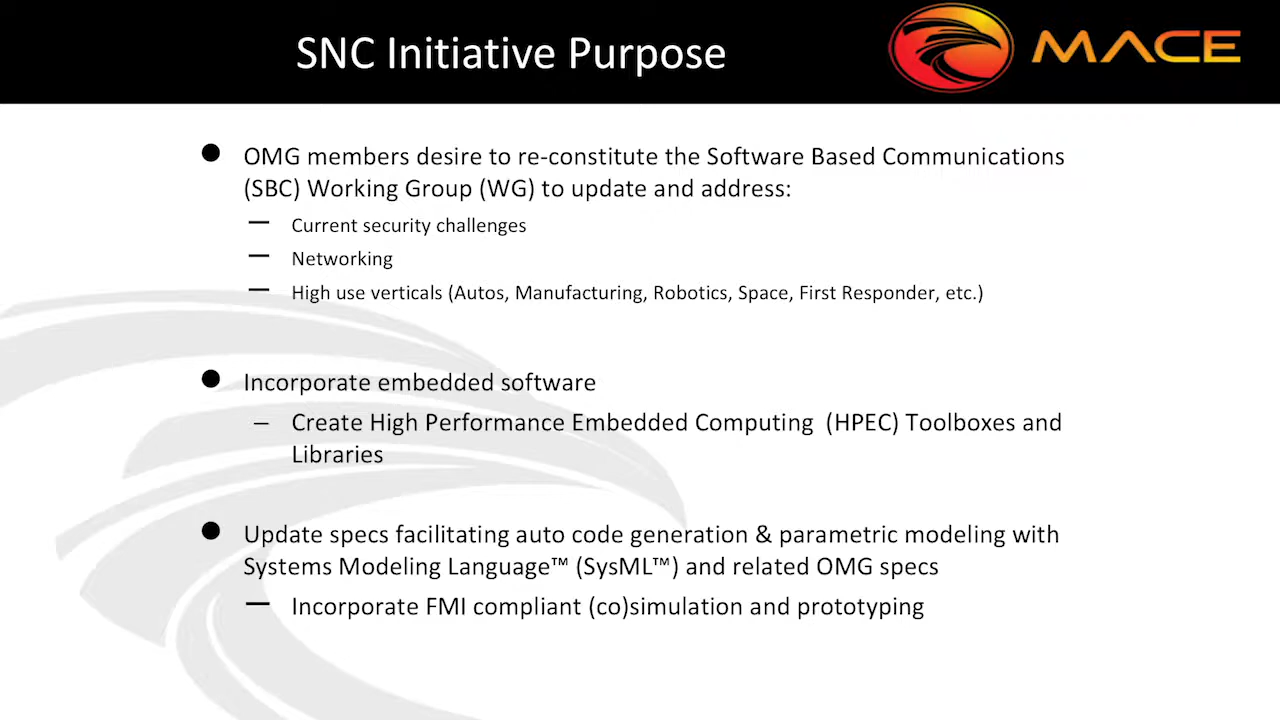 SNC Initiative Purpose
MACE
● OMG members desire to re-constitute the Software Based Communications
(SBC) Working Group (WG) to update and address:
— Current security challenges
— Networking
— High use verticals (Autos, Manufacturing, Robotics, Space, First Responder, etc.)
● Incorporate embedded software
– Create High Performance Embedded Computing (HPEC) Toolboxes and
Libraries
● Update specs facilitating auto code generation & parametric modeling with
Systems Modeling Language™ (SysML™) and related OMG specs
— Incorporate FMI compliant (co)simulation and prototyping